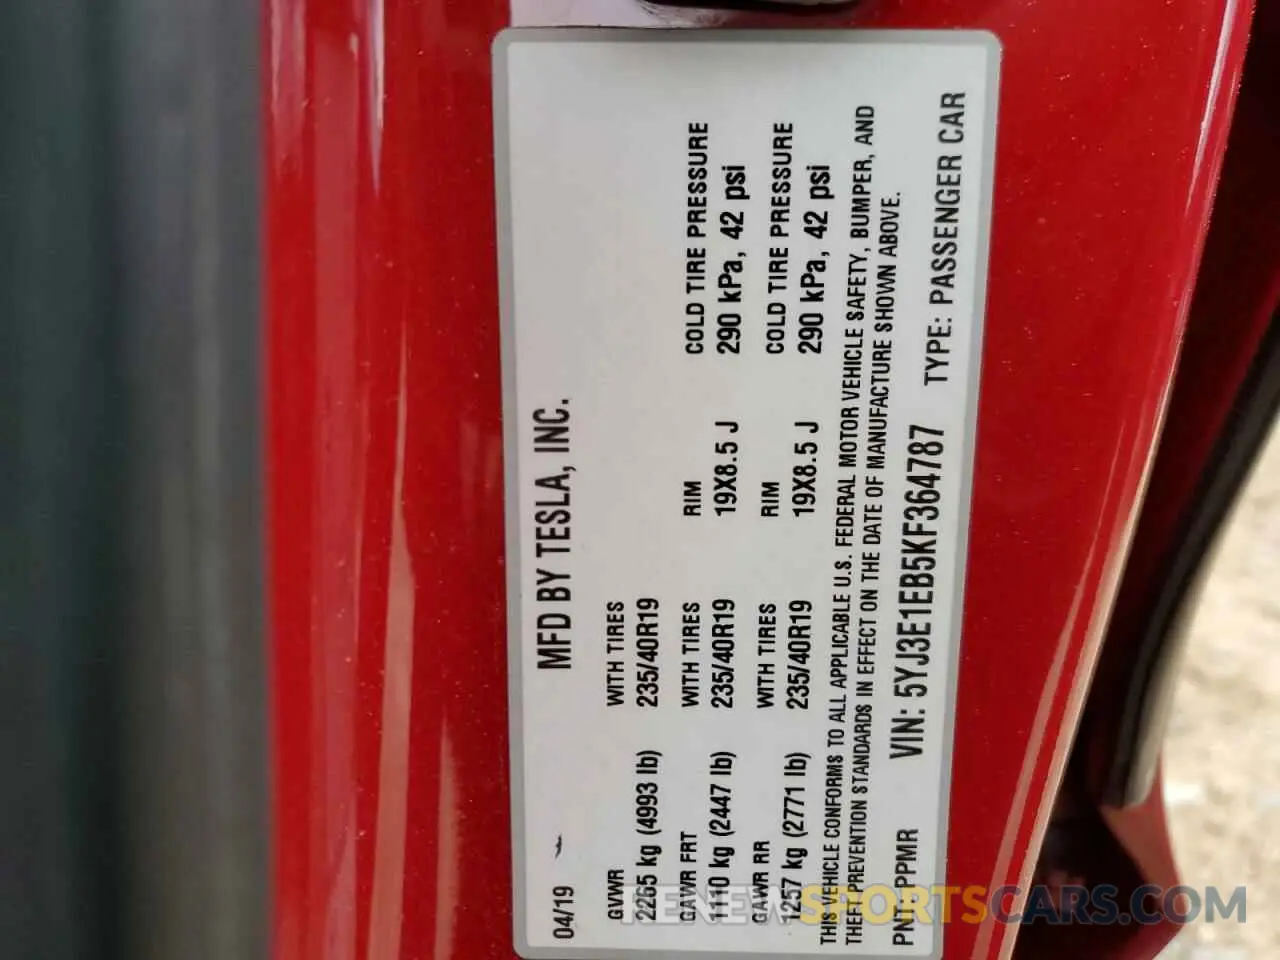 04/19 MFD BY TESLA, INC.
GVWR WITH TIRES
2265 kg (4993 lb) 235/40R19
GAWR FRT WITH TIRES RIM COLD TIRE PRESSURE
1110 kg (2447 lb) 235/40R19 19X8.5 J 290 kPa, 42 psi
GAWR RR WITH TIRES RIM COLD TIRE PRESSURE
1257 kg (2771 lb) 235/40R19 19X8.5 J 290 kPa, 42 psi
THIS VEHICLE CONFORMS TO ALL APPLICABLE U.S. FEDERAL MOTOR VEHICLE SAFETY, BUMPER, AND
THEFT PREVENTION STANDARDS IN EFFECT ON THE DATE OF MANUFACTURE SHOWN ABOVE.
PNT: PPMR VIN: 5YJ3E1EB5KF364787 TYPE: PASSENGER CAR
RENEWSPORTSCARS.COM